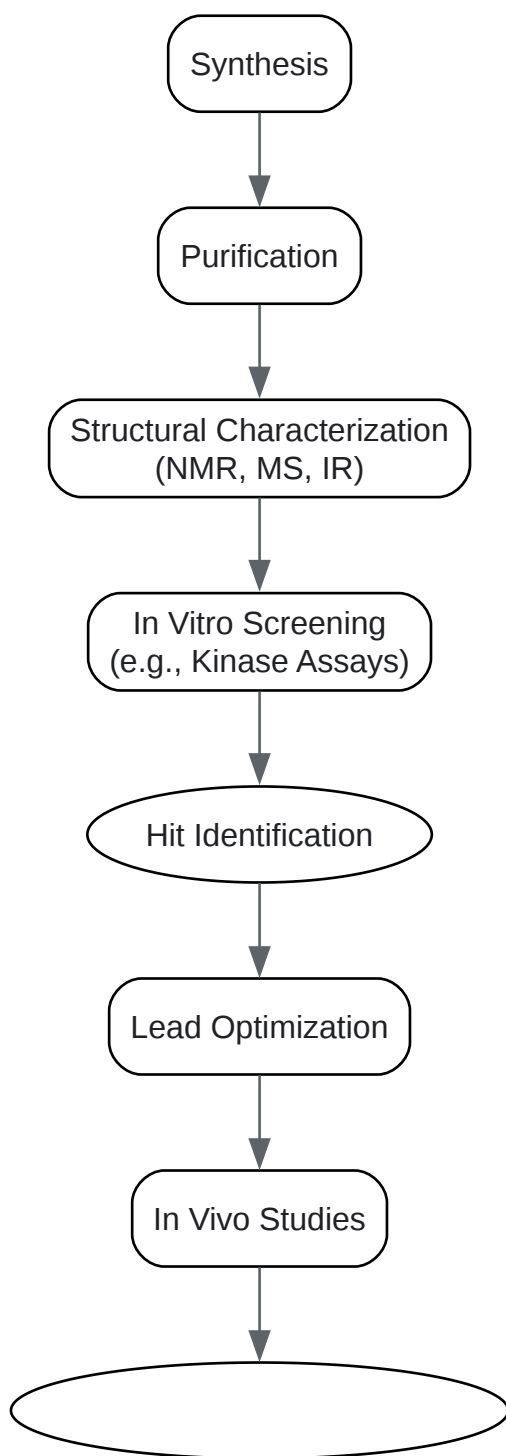 Synthesis
Purification
Structural Characterization
(NMR, MS, IR)
In Vitro Screening
(e.g., Kinase Assays)
Hit Identification
Lead Optimization
In Vivo Studies